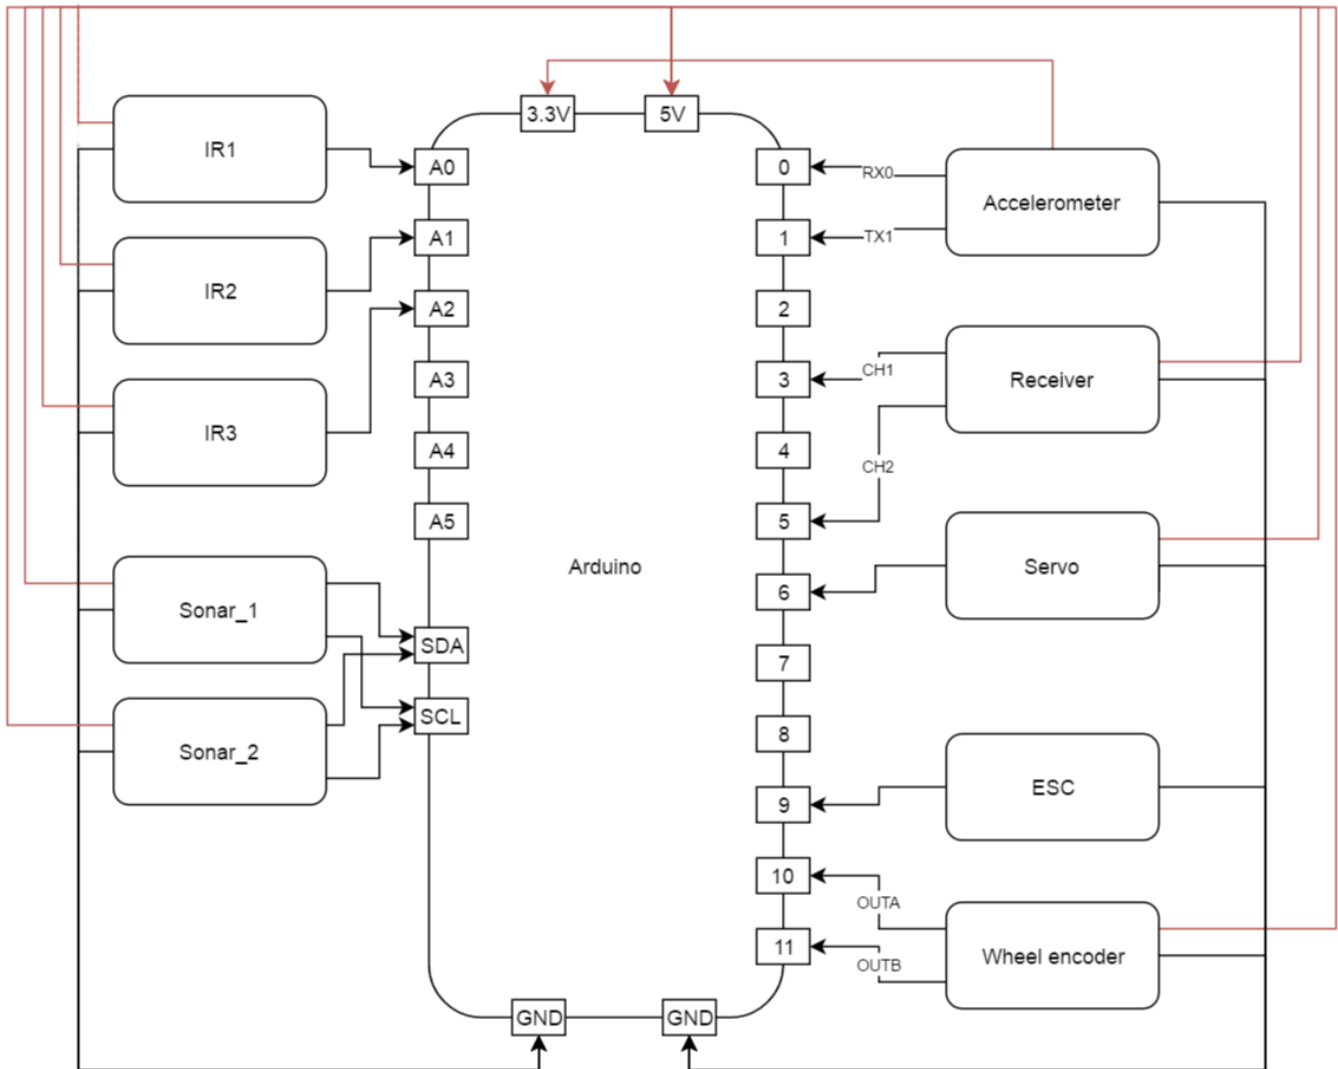 3.3V
5V
IR1
A0
0
RX0
Accelerometer
IR2
A1
1
TX1
A2
2
IR3
A3
3
CH1
Receiver
A4
4
CH2
A5
5
Arduino
6
Servo
Sonar_1
SDA
7
SCL
8
Sonar_2
9
ESC
10
OUTA
11
OUTB
Wheel encoder
GND
GND